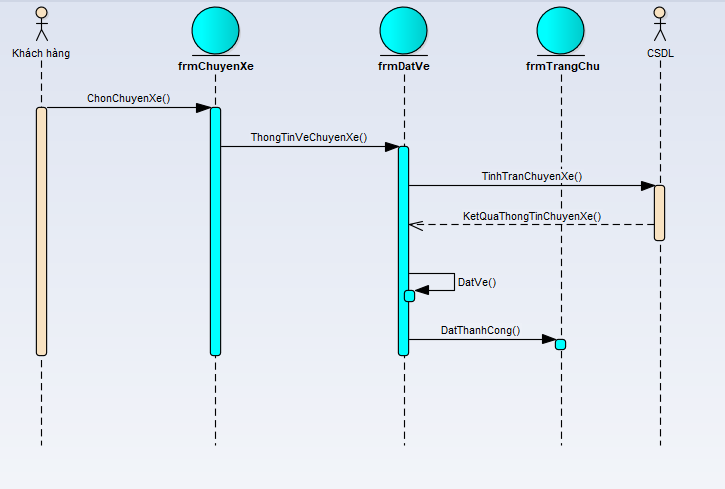 Khách hàng
frmChuyenXe
frmDatVe
frmTrangChu
CSDL
ChonChuyenXe()
ThongTinVeChuyenXe()
TinhTranChuyenXe()
KetQuaThongTinChuyenXe()
DatVe()
DatThanhCong()